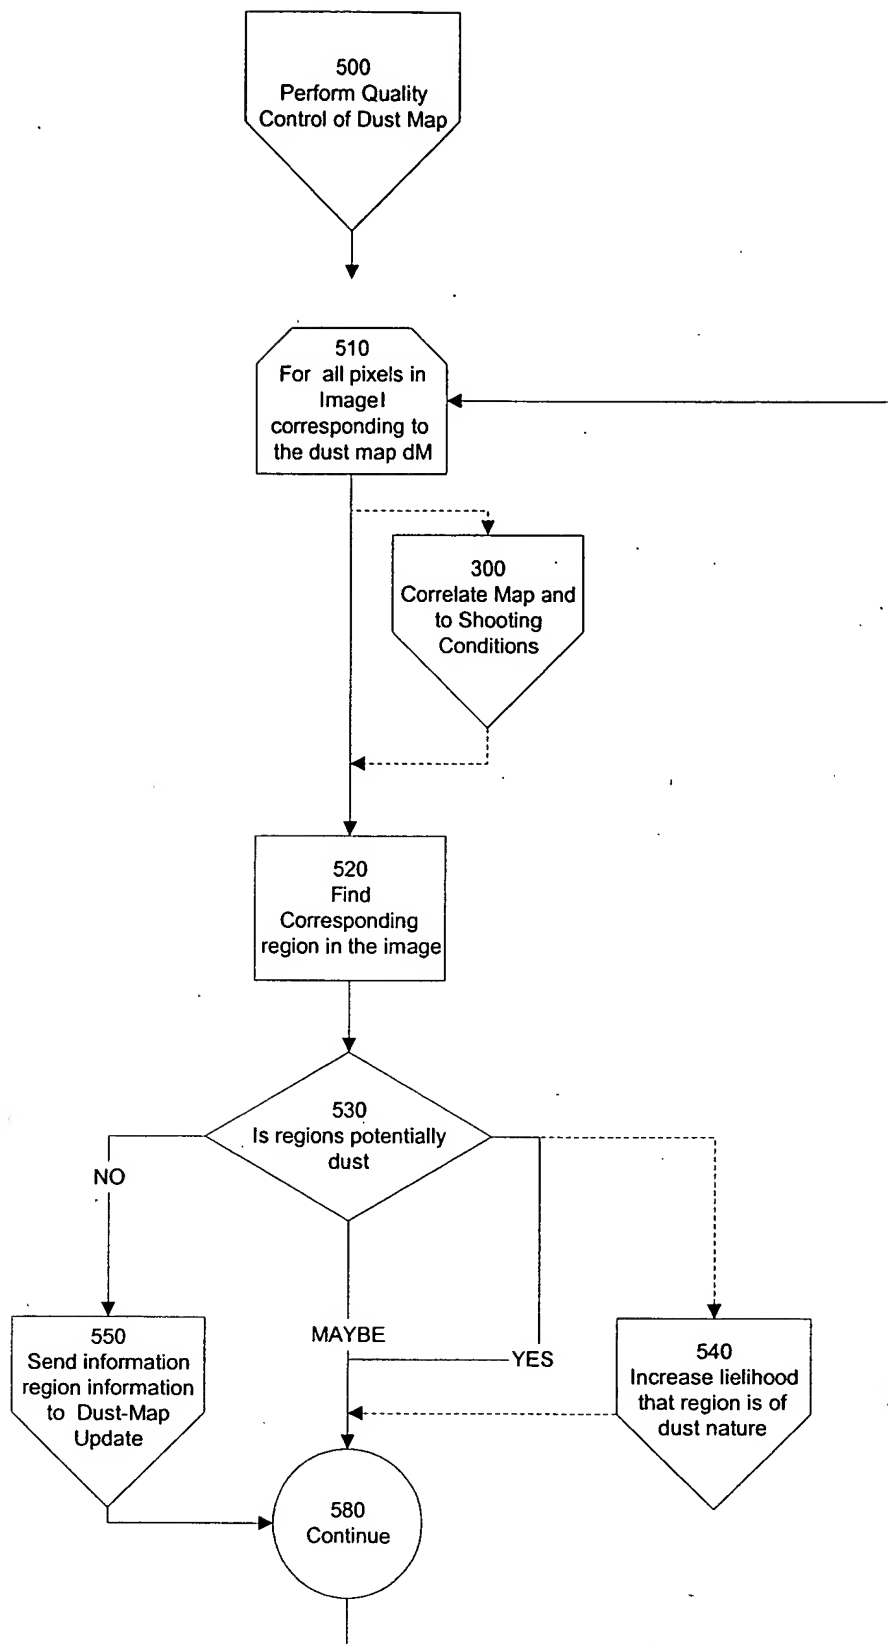 500
Perform Quality
Control of Dust Map
510
For all pixels in
ImageI
corresponding to
the dust map dM
300
Correlate Map and
to Shooting
Conditions
520
Find
Corresponding
region in the image
530
Is regions potentially
dust
NO
MAYBE
YES
550
Send information
region information
to Dust-Map
Update
540
Increase lielihood
that region is of
dust nature
580
Continue